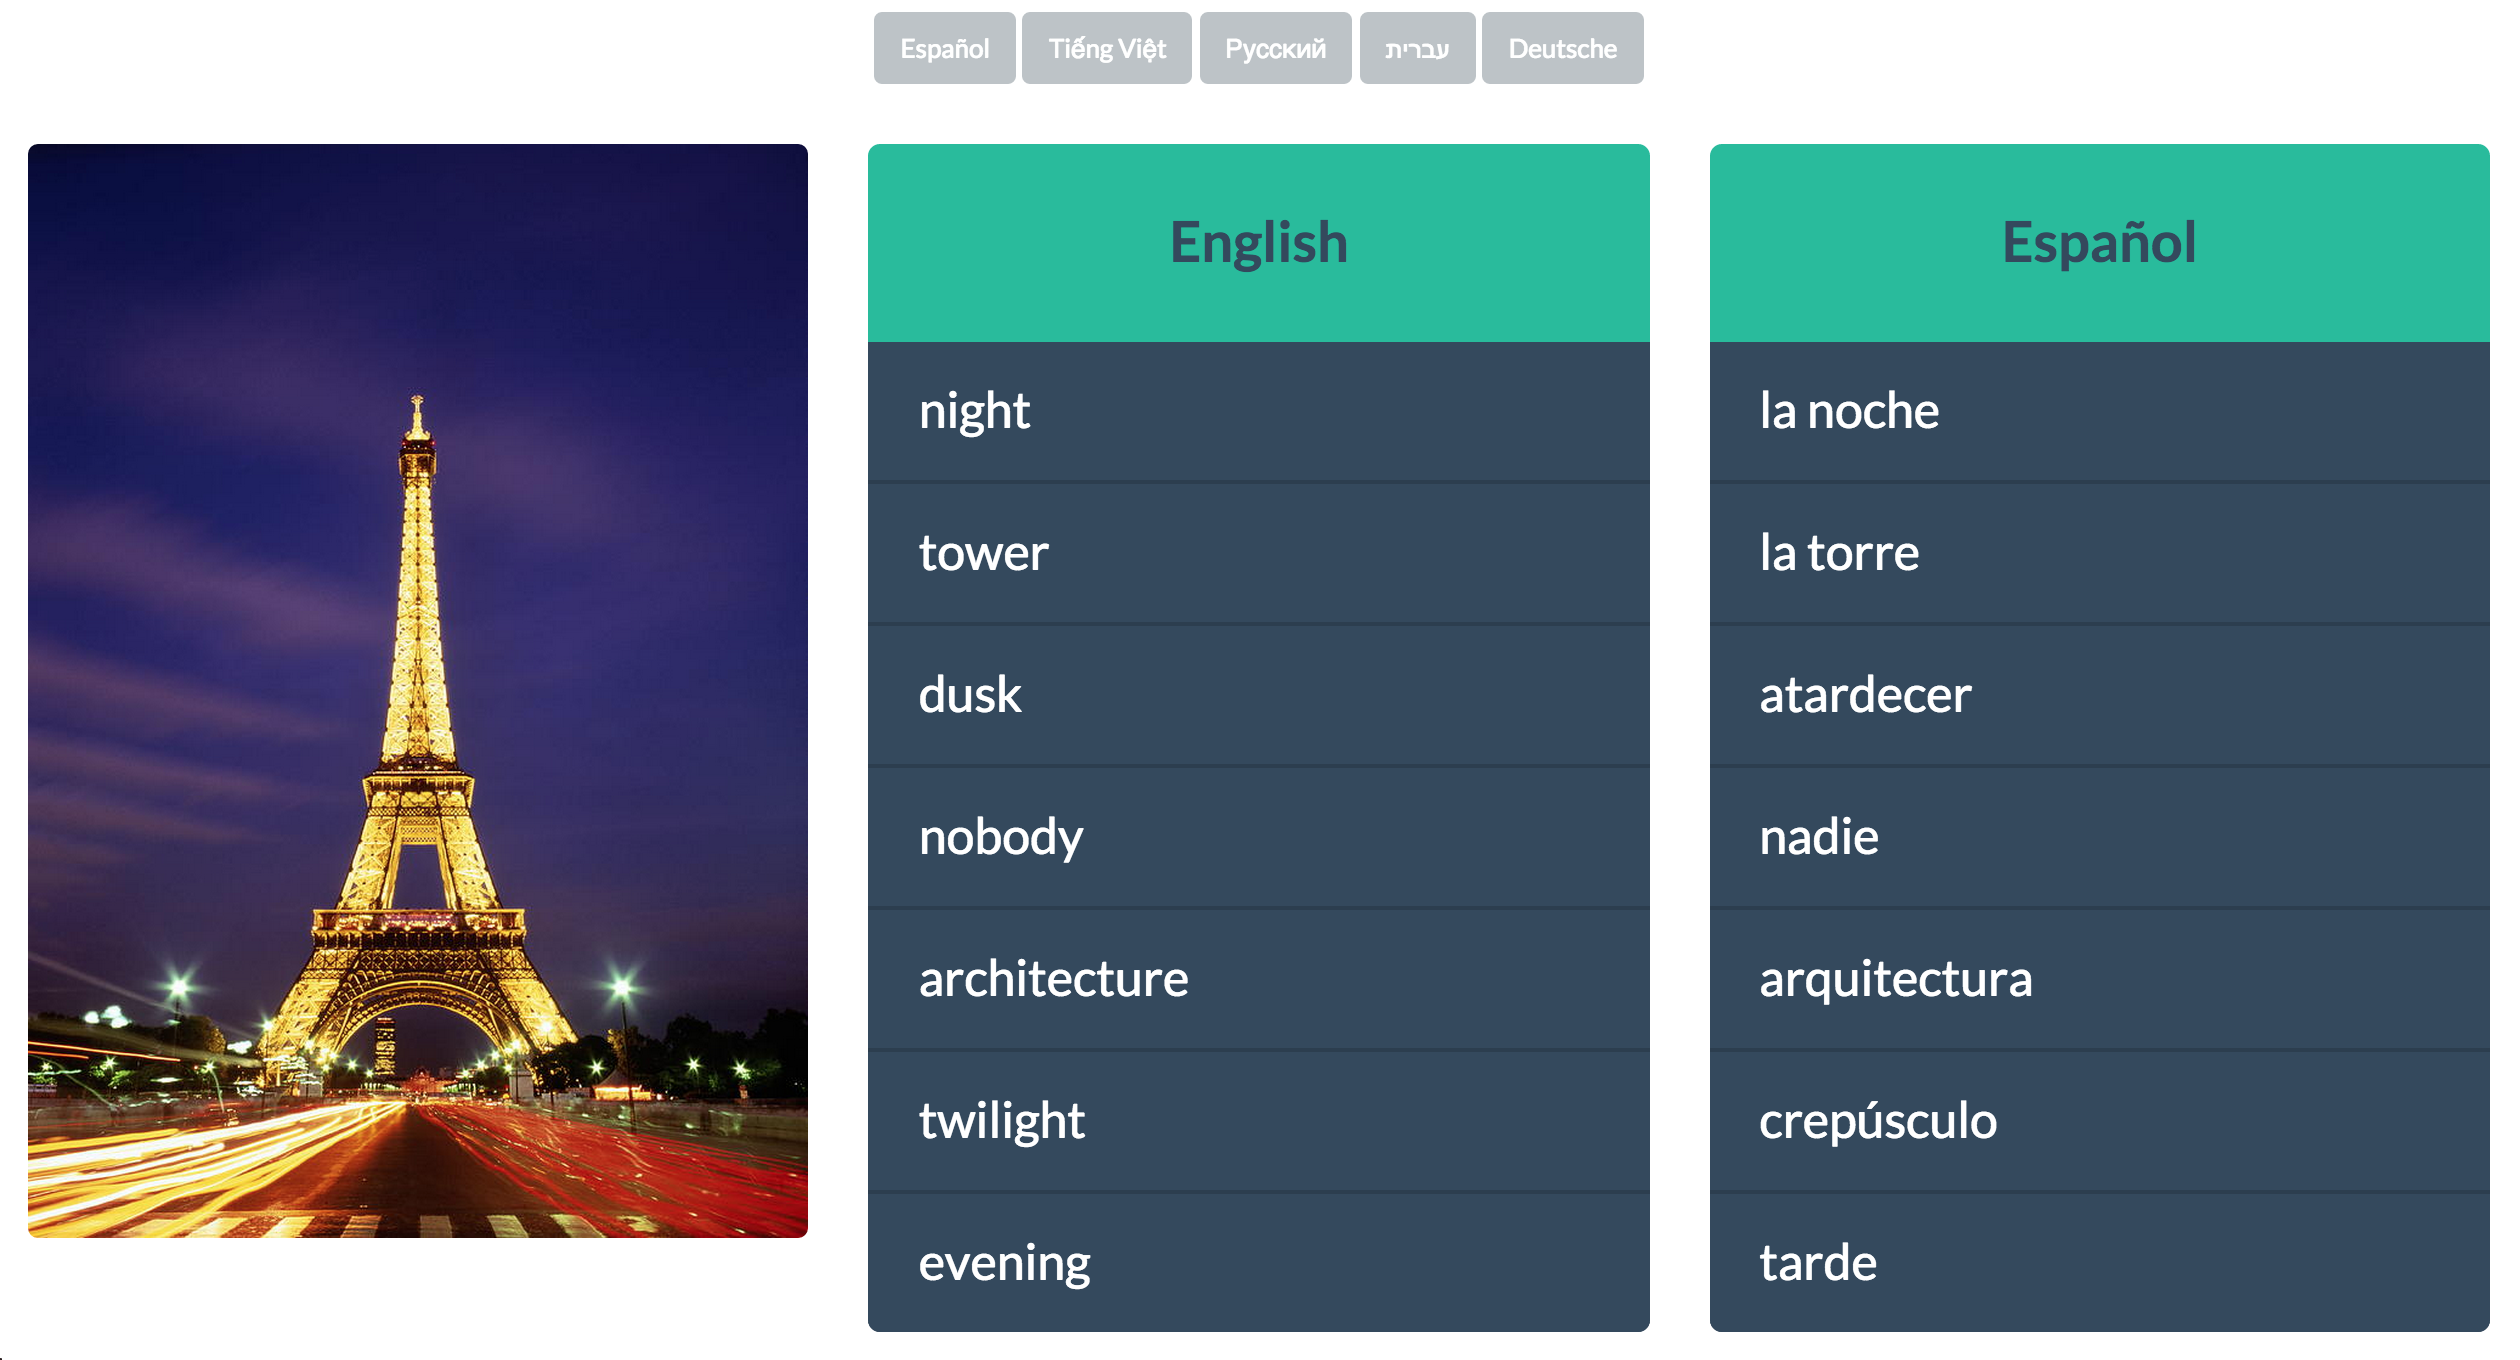 Español Tiếng Việt Русский עברית Deutsche
English
night
tower
dusk
nobody
architecture
twilight
evening
Español
la noche
la torre
atardecer
nadie
arquitectura
crepúsculo
tarde